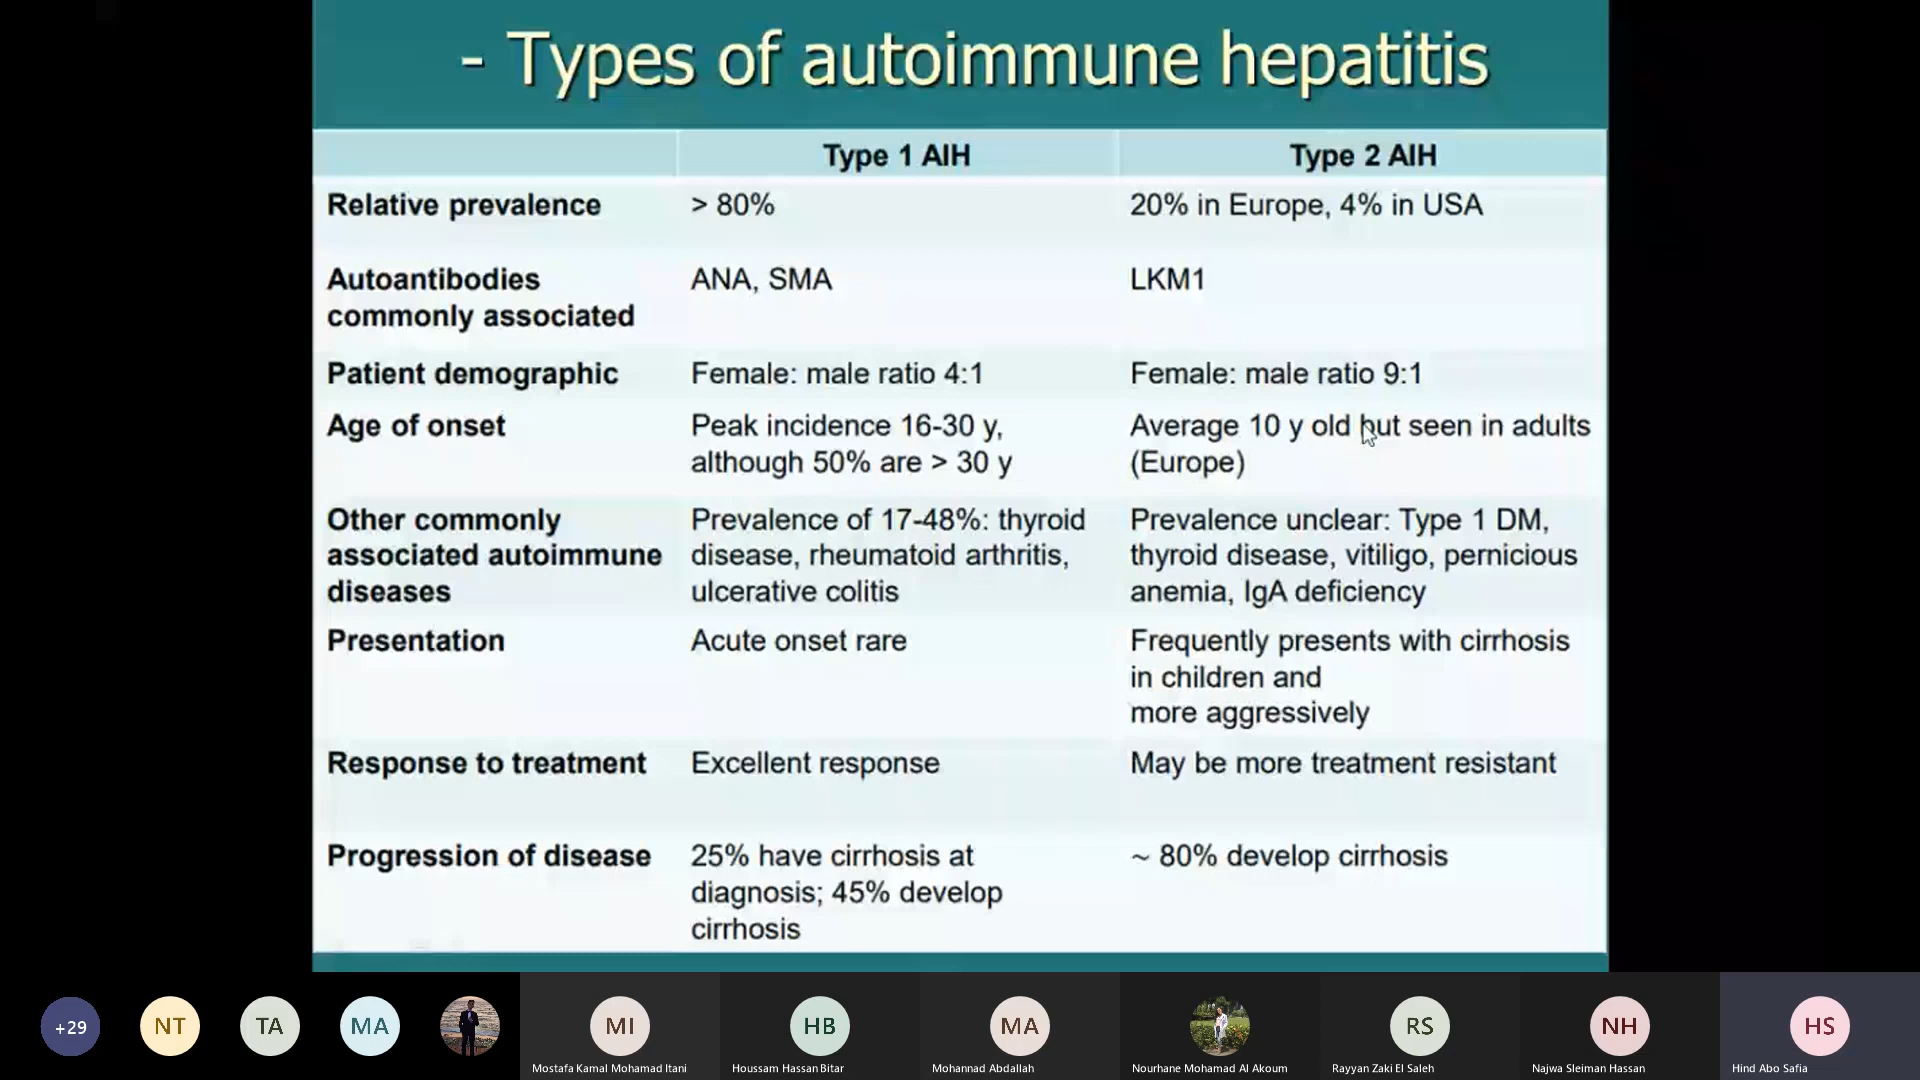 - Types of autoimmune hepatitis
Type 1 AIH
Type 2 AIH
Relative prevalence
> 80%
20% in Europe, 4% in USA
Autoantibodies
commonly associated
ANA, SMA
LKM1
Patient demographic
Female: male ratio 4:1
Female: male ratio 9:1
Age of onset
Peak incidence 16-30 y,
although 50% are > 30 y
Average 10 y old but seen in adults
(Europe)
Other commonly
associated autoimmune
diseases
Prevalence of 17-48%: thyroid
disease, rheumatoid arthritis,
ulcerative colitis
Prevalence unclear: Type 1 DM,
thyroid disease, vitiligo, pernicious
anemia, IgA deficiency
Presentation
Acute onset rare
Frequently presents with cirrhosis
in children and
more aggressively
Response to treatment
Excellent response
May be more treatment resistant
Progression of disease
25% have cirrhosis at
diagnosis; 45% develop
cirrhosis
~ 80% develop cirrhosis
+29
NT
TA
MA
MI
Mostafa Kamal Mohamad Itani
HB
Houssam Hassan Bitar
MA
Mohannad Abdallah
Nourhane Mohamad Al Akoum
RS
Rayyan Zaki El Saleh
NH
Najwa Sleiman Hassan
HS
Hind Abo Safia